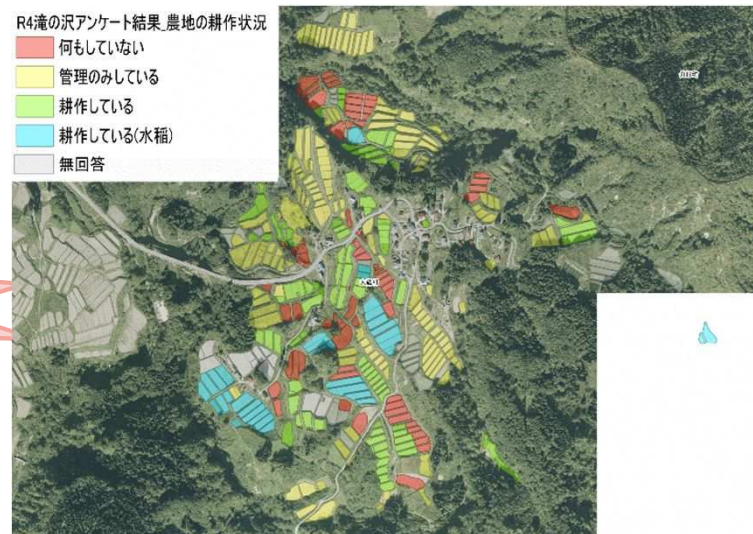 R4滝の沢アンケート結果_農地の耕作状況
何もしていない
管理のみしている
耕作している
耕作している(水稲)
無回答